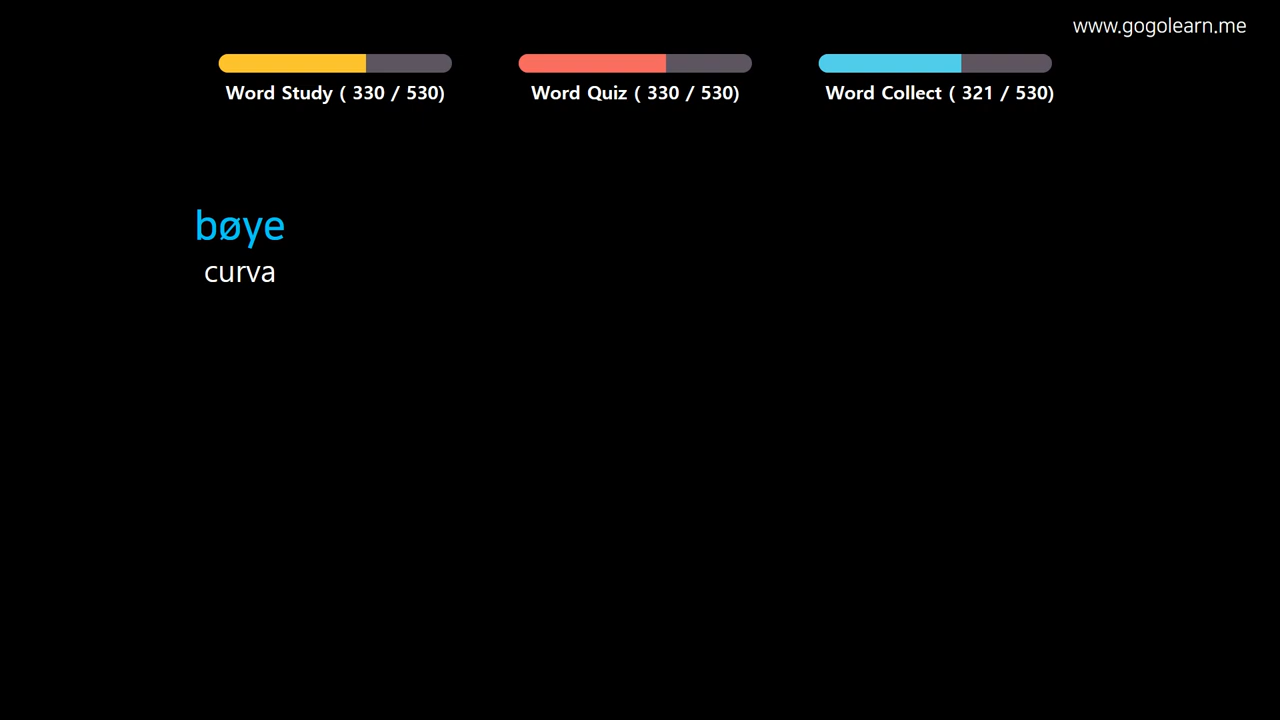 www.gogolearn.me
Word Study ( 330 / 530)
Word Quiz ( 330 / 530)
Word Collect ( 321 / 530)
bøye
curva